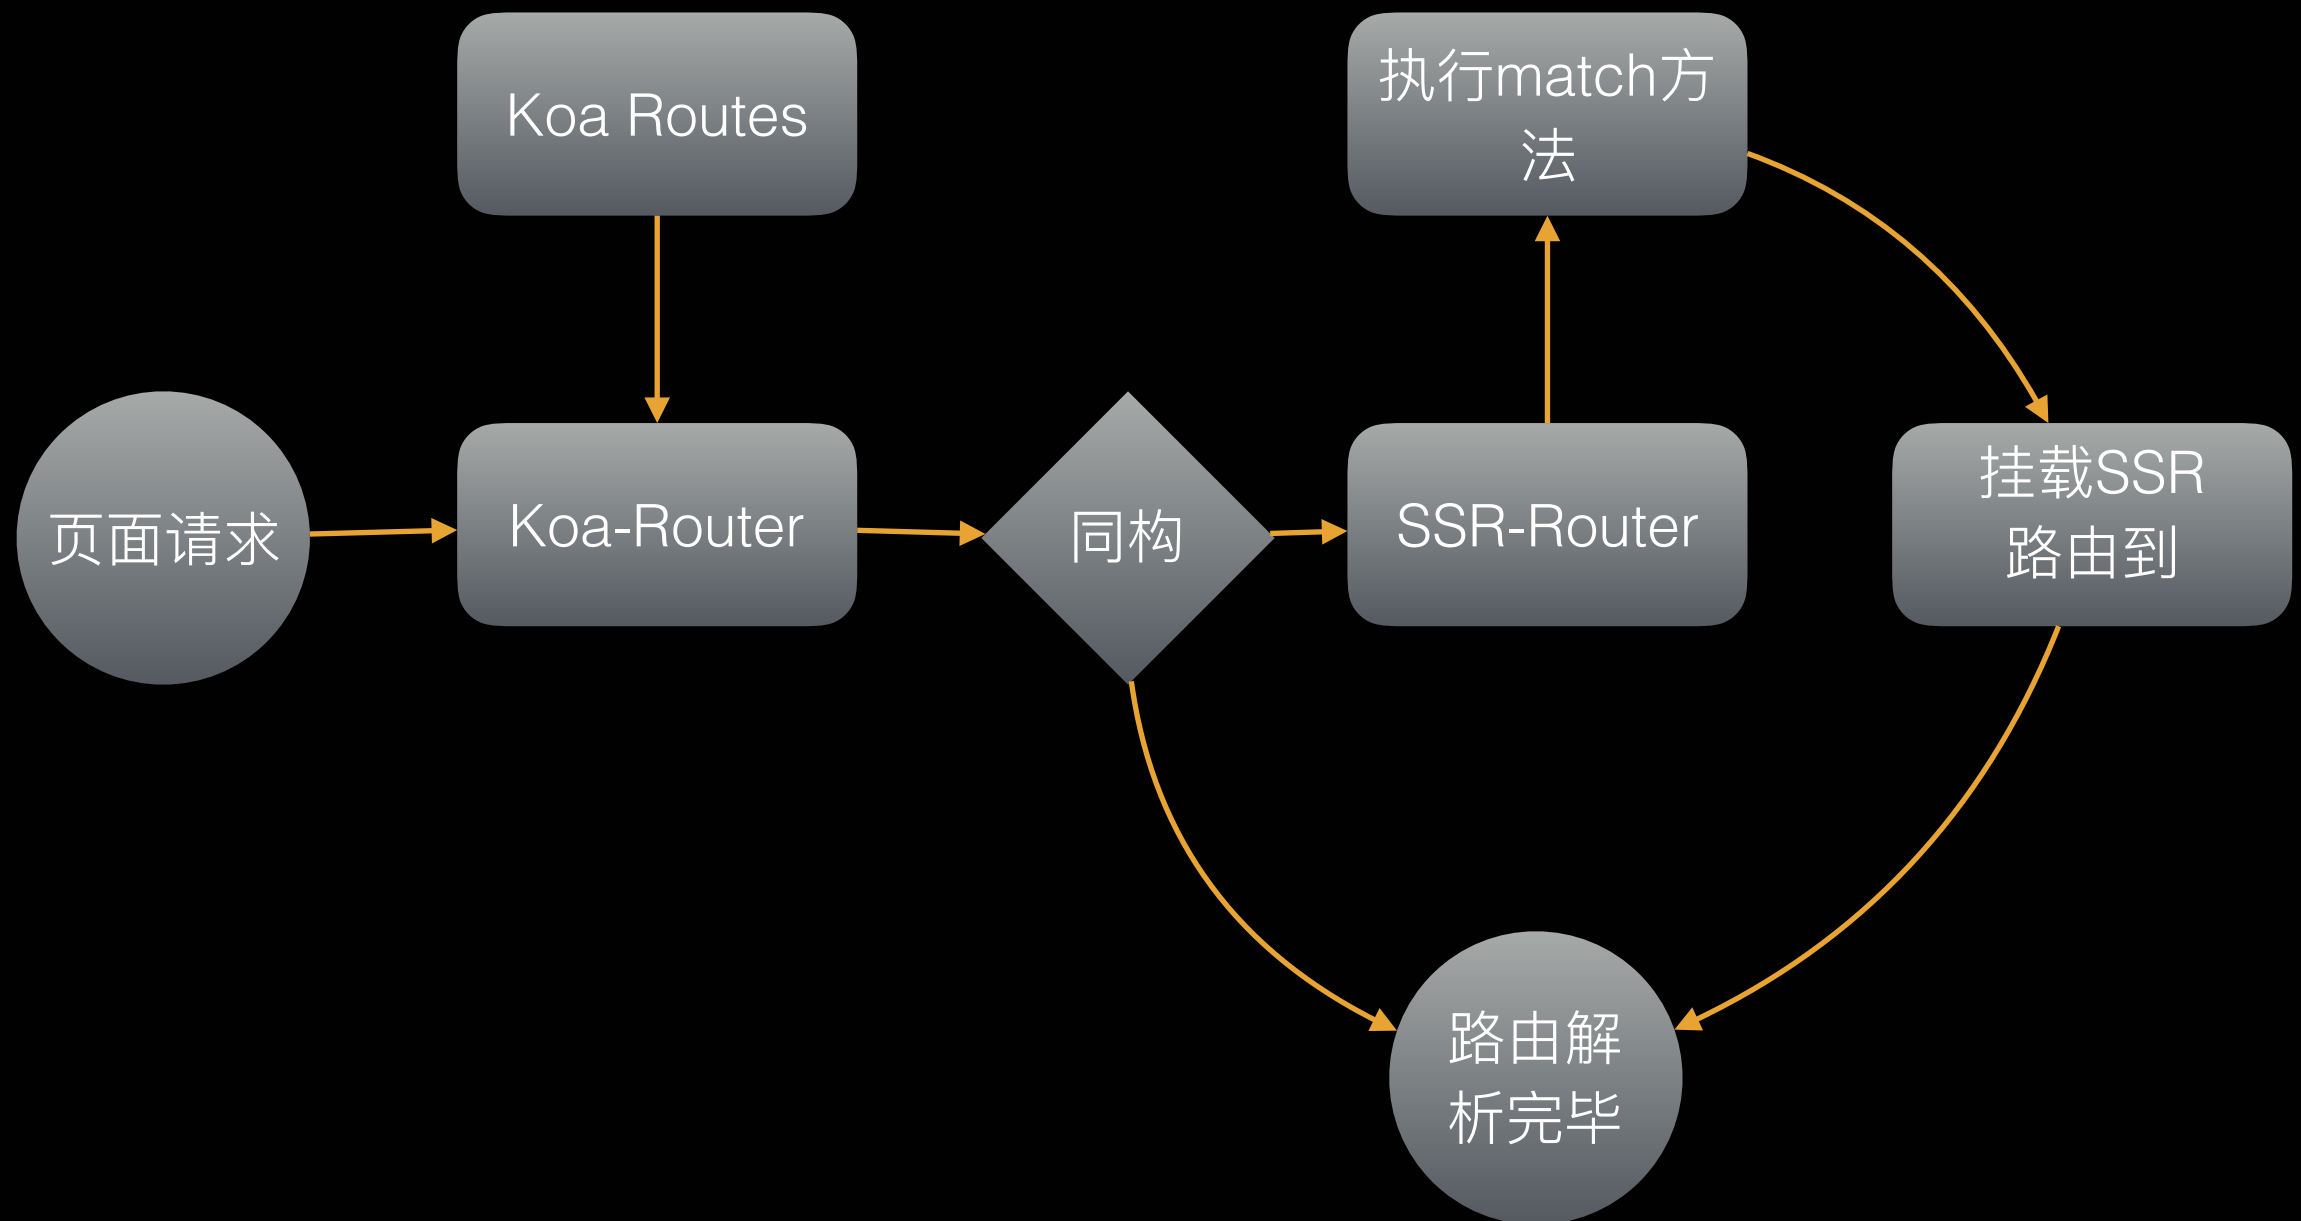 Koa Routes
执行match方
法
页面请求
Koa-Router
同构
SSR-Router
挂载SSR
路由到
路由解
析完毕